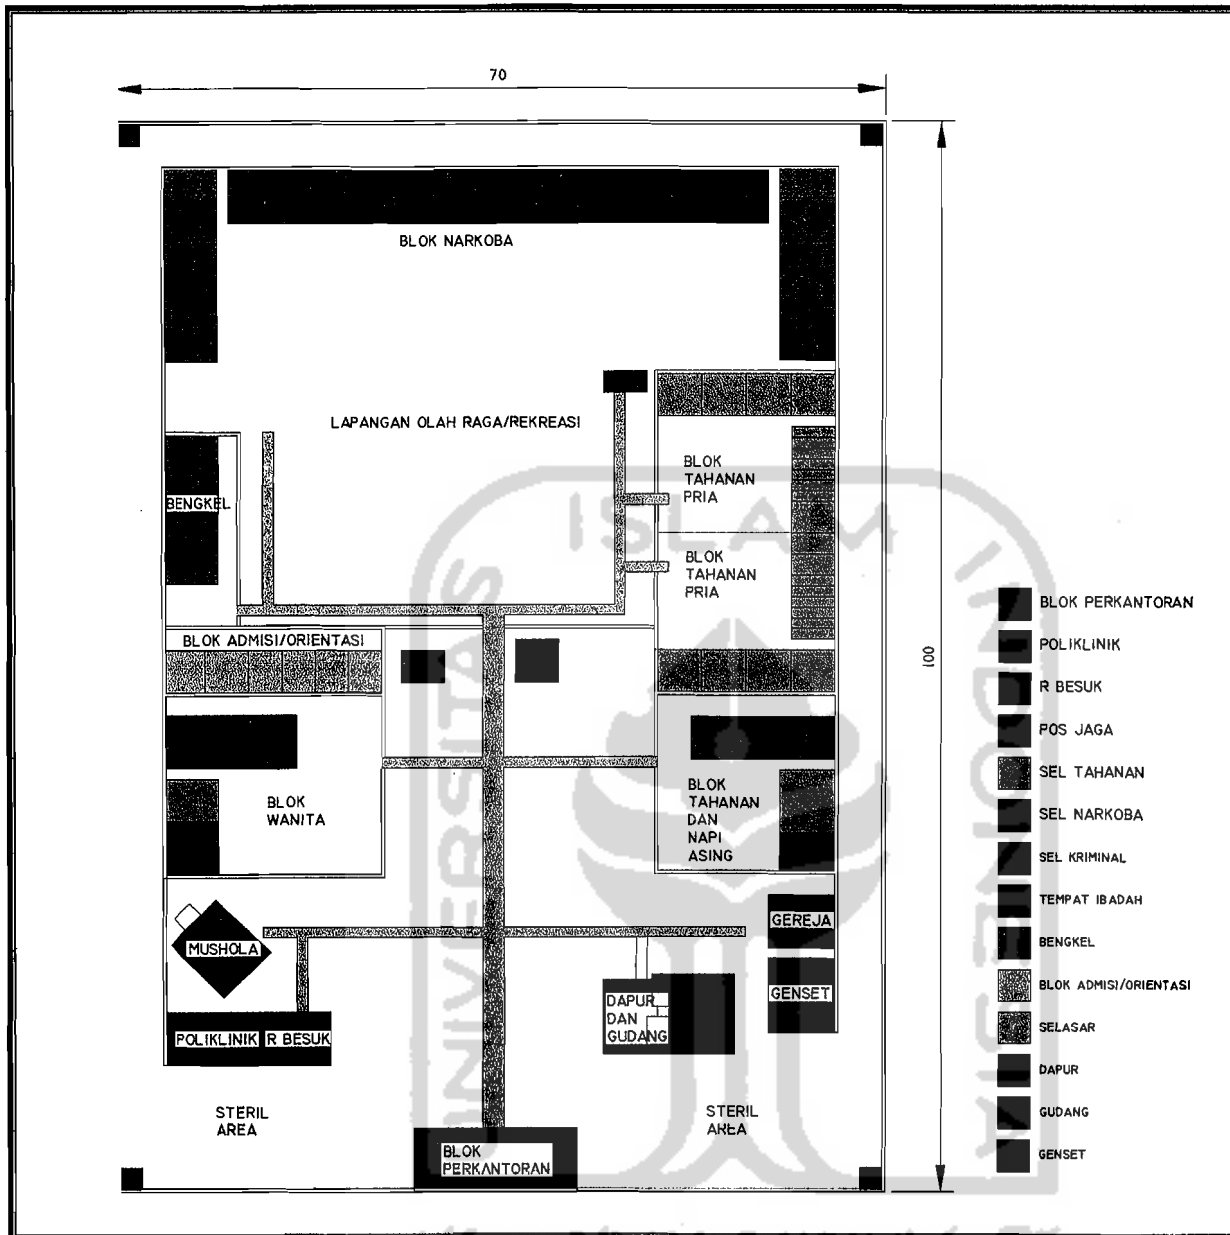 70
BLOK NARKOBA
LAPANGAN OLAH RAGA/REKREASI
BLOK
TAHANAN
PRIA
BENGKEL
BLOK
TAHANAN
PRIA
BLOK ADMISI/ORIENTASI
100
BLOK
WANITA
BLOK
TAHANAN
DAN
NAPI
ASING
GEREJA
MUSHOLA
GENSET
DAPUR
DAN
GUDANG
POLIKLINIK
R BESUK
STERIL
AREA
STERIL
AREA
BLOK
PERKANTORAN
BLOK PERKANTORAN
POLIKLINIK
R BESUK
POS JAGA
SEL TAHANAN
SEL NARKOBA
SEL KRIMINAL
TEMPAT IBADAH
BENGKEL
BLOK ADMISI/ORIENTASI
SELASAR
DAPUR
GUDANG
GENSET
UNIVERSITAS
ISLAM
INDONESIA